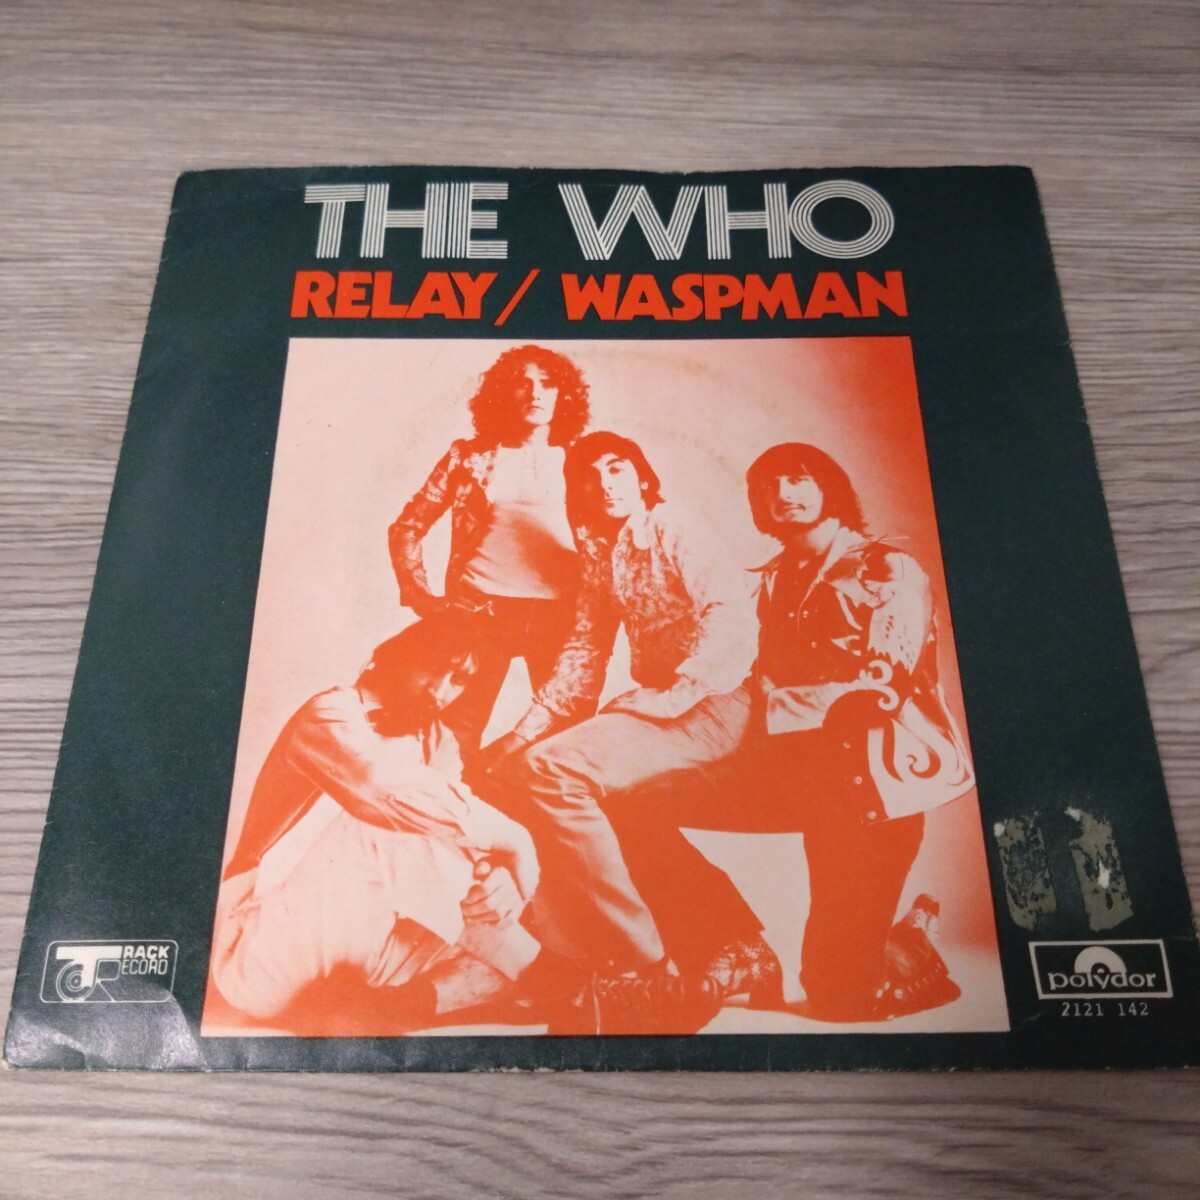 THE WHO
RELAY / WASPMAN
TRACK
RECORD
polydor
2121 142